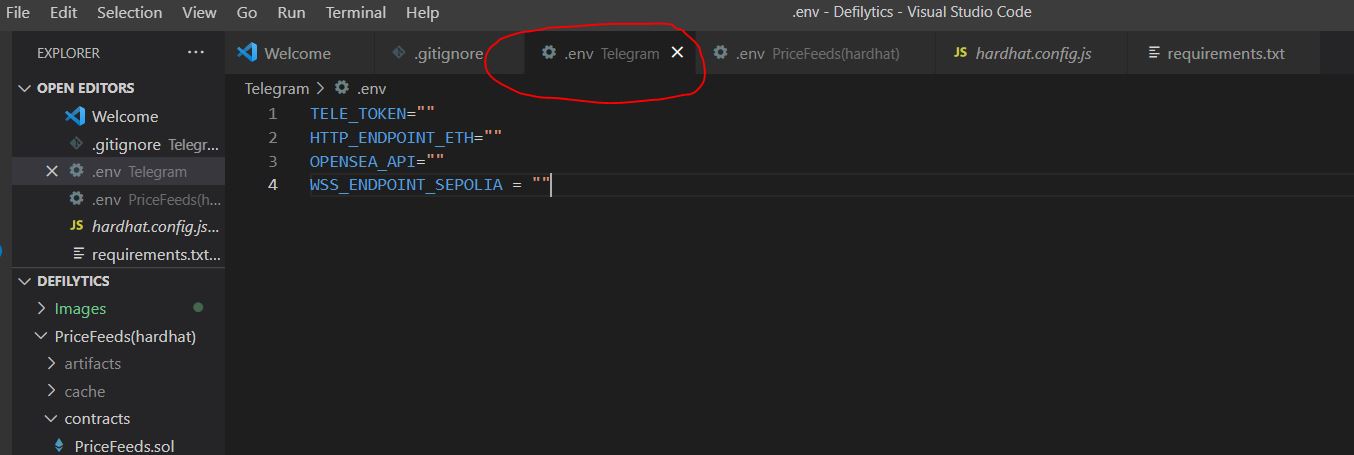 File Edit Selection View Go Run Terminal Help .env - Defilytics - Visual Studio Code
EXPLORER ···
Welcome .gitignore .env Telegram .env PriceFeeds(hardhat) JS hardhat.config.js requirements.txt
OPEN EDITORS
Welcome
.gitignore Telegr...
.env Telegram
.env PriceFeeds(h...
JS hardhat.config.js...
requirements.txt...
DEFILYTICS
Images
PriceFeeds(hardhat)
artifacts
cache
contracts
PriceFeeds.sol
Telegram > .env
1 TELE_TOKEN=""
2 HTTP_ENDPOINT_ETH=""
3 OPENSEA_API=""
4 WSS_ENDPOINT_SEPOLIA = ""